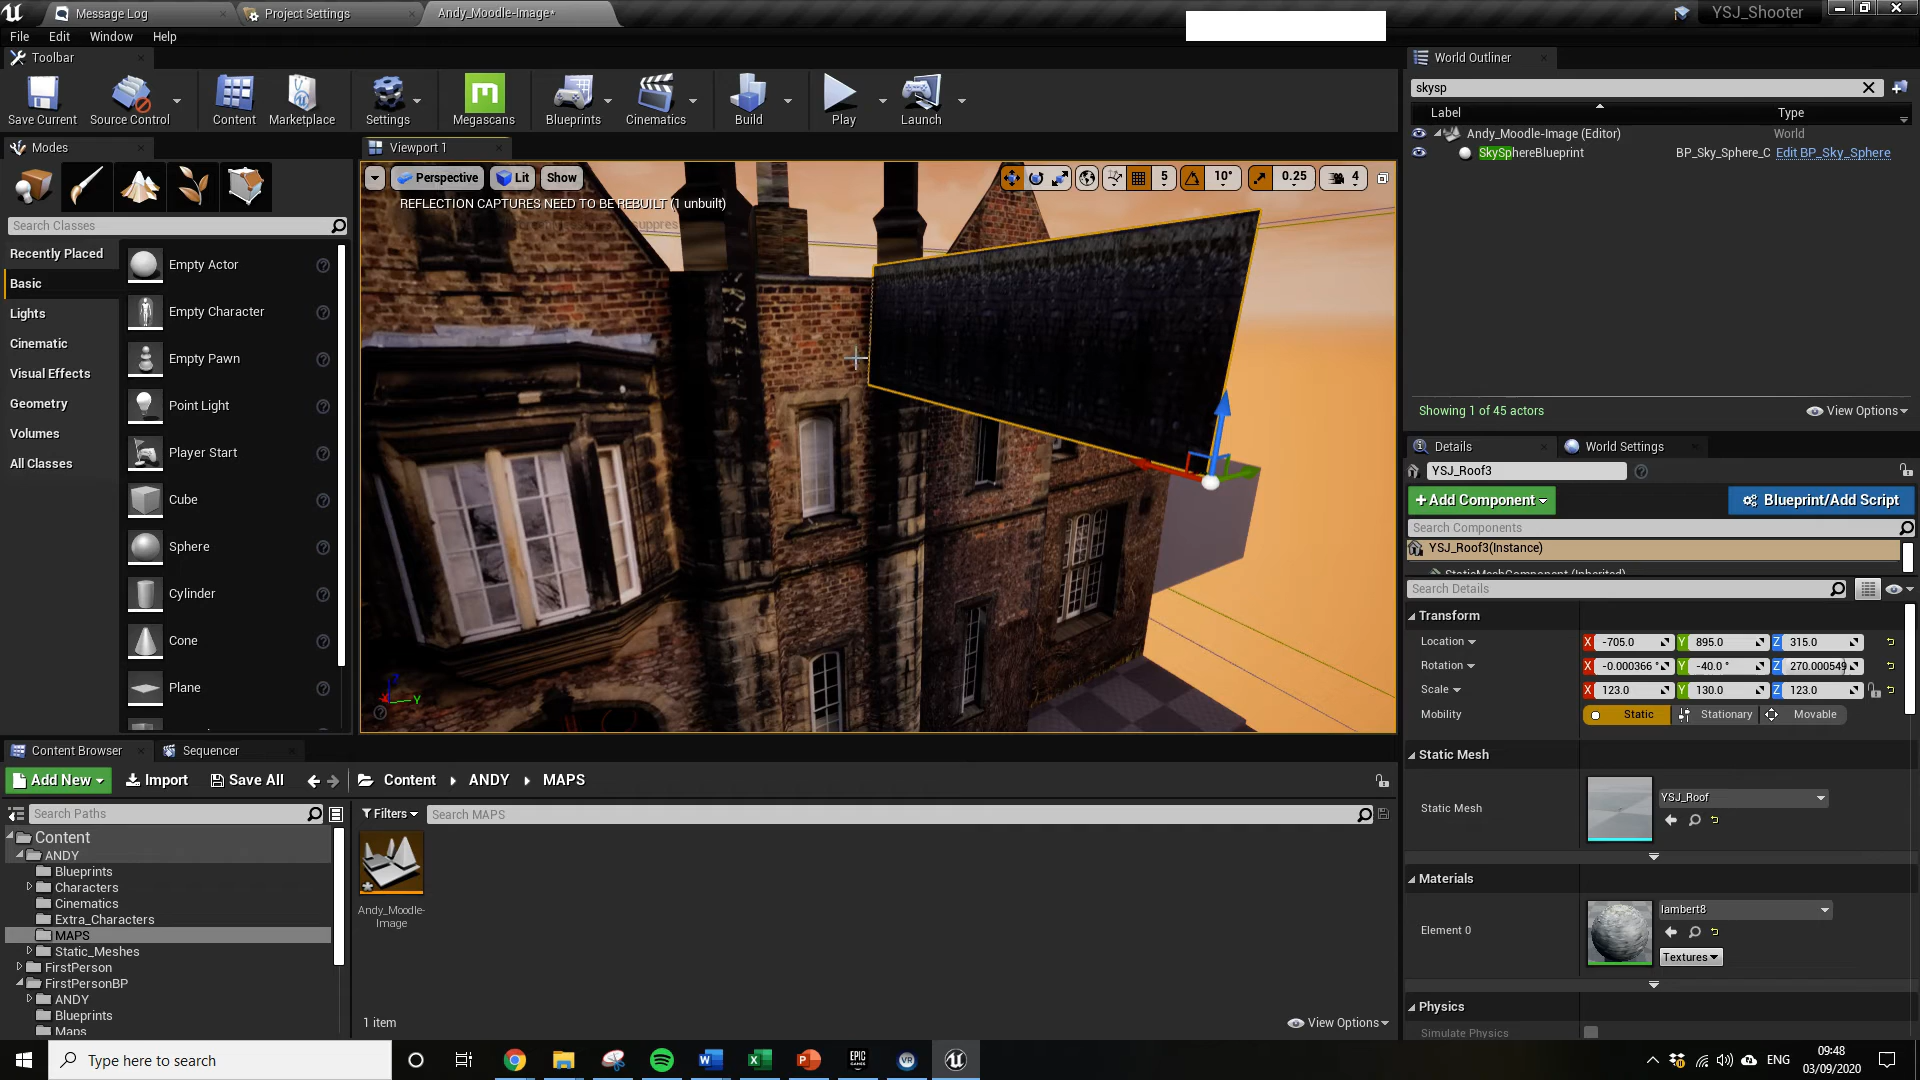 Message Log
Project Settings
Andy_Moodle-Image*
YSJ_Shooter
File Edit Window Help
Toolbar
Save Current
Source Control
Content
Marketplace
Settings
Megascans
Blueprints
Cinematics
Build
Play
Launch
Modes
Search Classes
Recently Placed
Basic
Lights
Cinematic
Visual Effects
Geometry
Volumes
All Classes
Empty Actor
Empty Character
Empty Pawn
Point Light
Player Start
Cube
Sphere
Cylinder
Cone
Plane
Viewport 1
Perspective Lit Show
5 10° 0.25 4
REFLECTION CAPTURES NEED TO BE REBUILT (1 unbuilt)
World Outliner
skysp
Label Type
Andy_Moodle-Image (Editor) World
SkySphereBlueprint BP_Sky_Sphere_C Edit BP_Sky_Sphere
Showing 1 of 45 actors View Options
Details World Settings
YSJ_Roof3
+Add Component Blueprint/Add Script
Search Components
YSJ_Roof3(Instance)
StaticMeshComponent (Inherited)
Search Details
Transform
Location X -705.0 Y 895.0 Z 315.0
Rotation X -0.000366 ° Y -40.0 ° Z 270.000549
Scale X 123.0 Y 130.0 Z 123.0
Mobility Static Stationary Movable
Static Mesh
Static Mesh YSJ_Roof
Materials
Element 0 lambert8
Textures
Physics
Simulate Physics
Content Browser Sequencer
Add New Import Save All Content ANDY MAPS
Search Paths
Filters Search MAPS
Content
ANDY
Blueprints
Characters
Cinematics
Extra_Characters
MAPS
Static_Meshes
FirstPerson
FirstPersonBP
ANDY
Blueprints
Maps
Andy_Moodle-
Image
1 item View Options
Type here to search
EPIC
GAMES
VR
ENG
09:48
03/09/2020